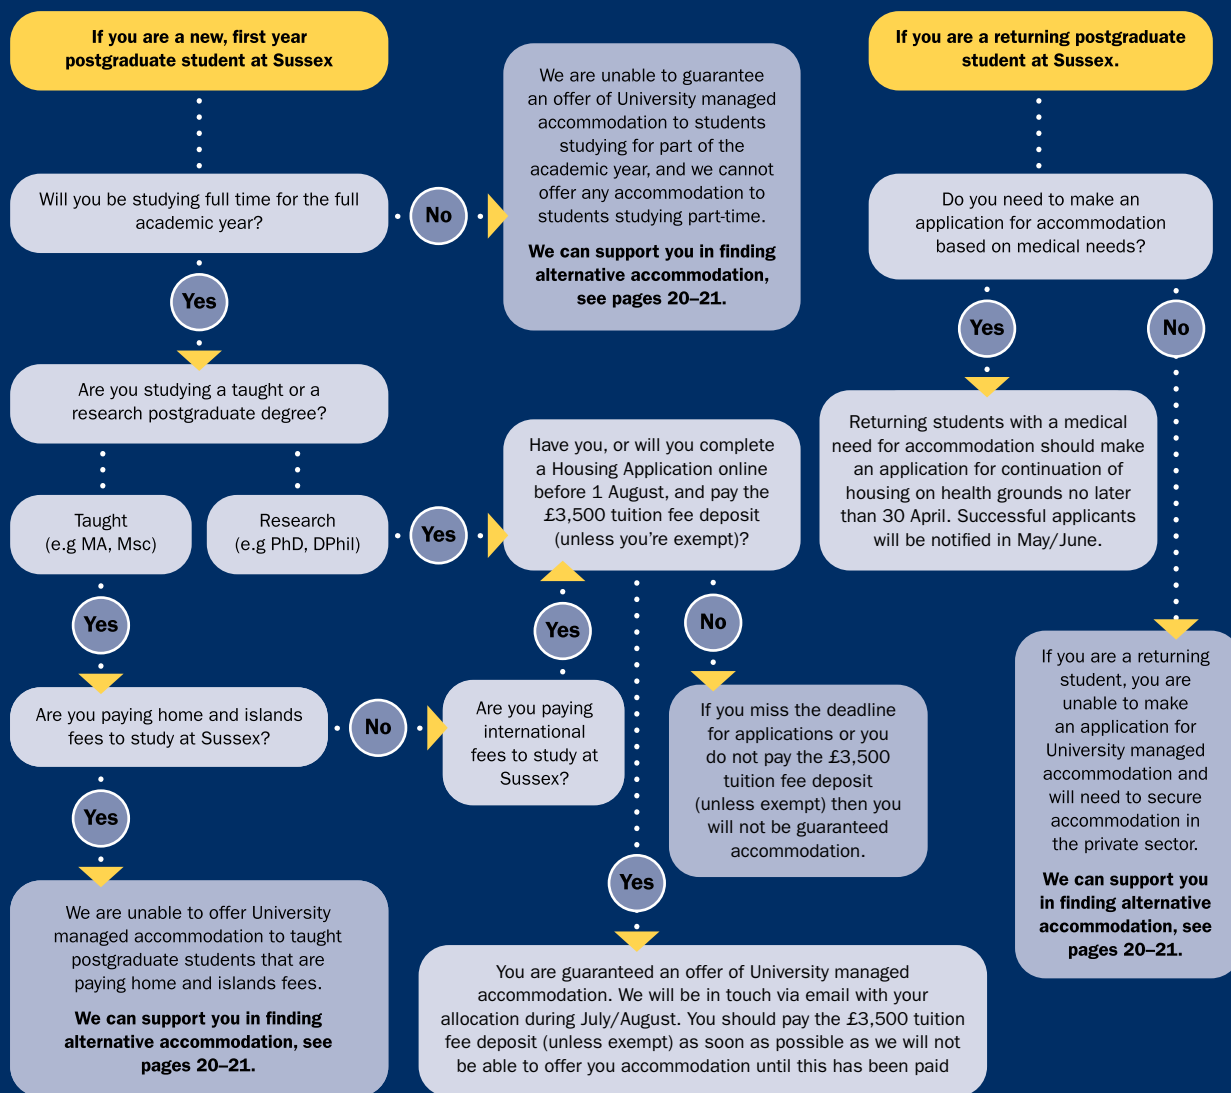 If you are a new, first year
postgraduate student at Sussex
Will you be studying full time for the full
academic year?
No
We are unable to guarantee
an offer of University managed
accommodation to students
studying for part of the
academic year, and we cannot
offer any accommodation to
students studying part-time.
We can support you in finding
alternative accommodation,
see pages 20–21.
Yes
Are you studying a taught or a
research postgraduate degree?
Taught
(e.g MA, Msc)
Research
(e.g PhD, DPhil)
Yes
Have you, or will you complete
a Housing Application online
before 1 August, and pay the
£3,500 tuition fee deposit
(unless you're exempt)?
Yes
Are you paying home and islands
fees to study at Sussex?
No
Are you paying
international
fees to study at
Sussex?
Yes
No
If you miss the deadline
for applications or you
do not pay the £3,500
tuition fee deposit
(unless exempt) then you
will not be guaranteed
accommodation.
Yes
We are unable to offer University
managed accommodation to taught
postgraduate students that are
paying home and islands fees.
We can support you in finding
alternative accommodation, see
pages 20–21.
Yes
You are guaranteed an offer of University managed
accommodation. We will be in touch via email with your
allocation during July/August. You should pay the £3,500 tuition
fee deposit (unless exempt) as soon as possible as we will not
be able to offer you accommodation until this has been paid
If you are a returning postgraduate
student at Sussex.
Do you need to make an
application for accommodation
based on medical needs?
Yes
No
Returning students with a medical
need for accommodation should make
an application for continuation of
housing on health grounds no later
than 30 April. Successful applicants
will be notified in May/June.
If you are a returning
student, you are
unable to make
an application for
University managed
accommodation and
will need to secure
accommodation in
the private sector.
We can support you
in finding alternative
accommodation, see
pages 20–21.